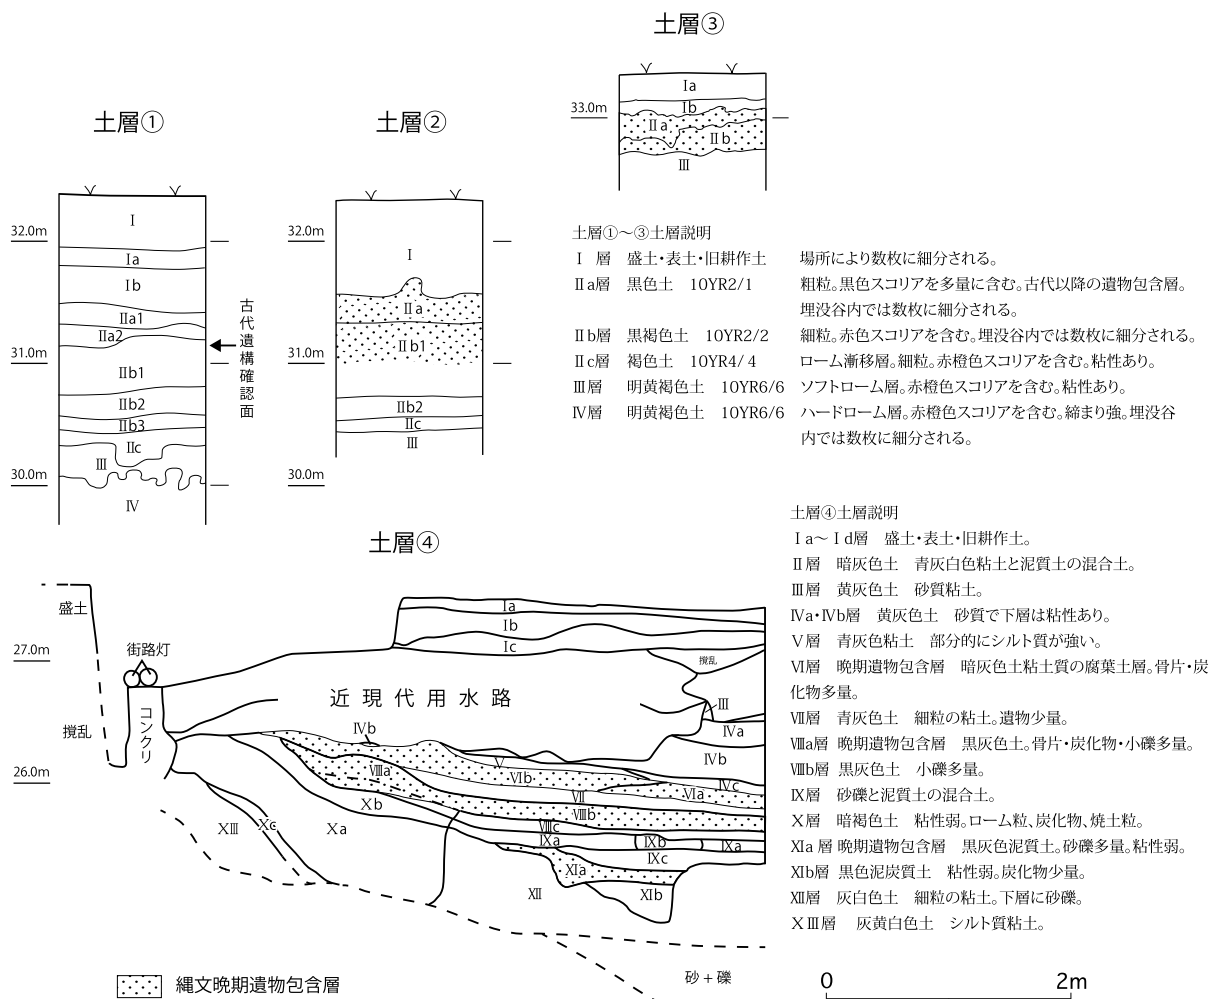 土層③
Ⅰa
33.0m
Ⅰb
Ⅱa
Ⅱb
Ⅲ
土層①
Ⅰ
32.0m
Ⅰa
Ⅰb
Ⅱa1
Ⅱa2
31.0m
古代遺構確認面
Ⅱb1
Ⅱb2
Ⅱb3
Ⅱc
Ⅲ
30.0m
Ⅳ
土層②
32.0m
Ⅰ
Ⅱa
Ⅱb1
31.0m
Ⅱb2
Ⅱc
Ⅲ
30.0m
土層①～③土層説明
Ⅰ 層 盛土・表土・旧耕作土 場所により数枚に細分される。
Ⅱa層 黒色土 10YR2/1 粗粒。黒色スコリアを多量に含む。古代以降の遺物包含層。
埋没谷内では数枚に細分される。
Ⅱb層 黒褐色土 10YR2/2 細粒。赤色スコリアを含む。埋没谷内では数枚に細分される。
Ⅱc層 褐色土 10YR4/4 ローム漸移層。細粒。赤橙色スコリアを含む。粘性あり。
Ⅲ層 明黄褐色土 10YR6/6 ソフトローム層。赤橙色スコリアを含む。粘性あり。
Ⅳ層 明黄褐色土 10YR6/6 ハードローム層。赤橙色スコリアを含む。締まり強。埋没谷
内では数枚に細分される。
土層④
盛土
27.0m
街路灯
コンクリ
撹乱
26.0m
Ⅰa
Ⅰb
Ⅰc
撹乱
近現代用水路
Ⅲ
Ⅳa
Ⅳb
Ⅳb
Ⅴ
Ⅷa
Ⅵb
Ⅳc
Ⅶ
Ⅵa
Ⅹb
Ⅷb
ⅩⅢ
Ⅹc
Ⅹa
Ⅷc
Ⅸa
Ⅸb
Ⅸa
Ⅸc
Ⅺa
Ⅻ
Ⅺb
砂＋礫
土層④土層説明
Ⅰa～Ⅰd層 盛土・表土・旧耕作土。
Ⅱ層 暗灰色土 青灰白色粘土と泥質土の混合土。
Ⅲ層 黄灰色土 砂質粘土。
Ⅳa・Ⅳb層 黄灰色土 砂質で下層は粘性あり。
Ⅴ層 青灰色粘土 部分的にシルト質が強い。
Ⅵ層 晩期遺物包含層 暗灰色土粘土質の腐葉土層。骨片・炭
化物多量。
Ⅶ層 青灰色土 細粒の粘土。遺物少量。
Ⅷa層 晩期遺物包含層 黒灰色土。骨片・炭化物・小礫多量。
Ⅷb層 黒灰色土 小礫多量。
Ⅸ層 砂礫と泥質土の混合土。
Ⅹ層 暗褐色土 粘性弱。ローム粒、炭化物、焼土粒。
Ⅺa 層 晩期遺物包含層 黒灰色泥質土。砂礫多量。粘性弱。
Ⅺb層 黒色泥炭質土 粘性弱。炭化物少量。
Ⅻ層 灰白色土 細粒の粘土。下層に砂礫。
ⅩⅢ層 灰黄白色土 シルト質粘土。
縄文晩期遺物包含層
0 2m